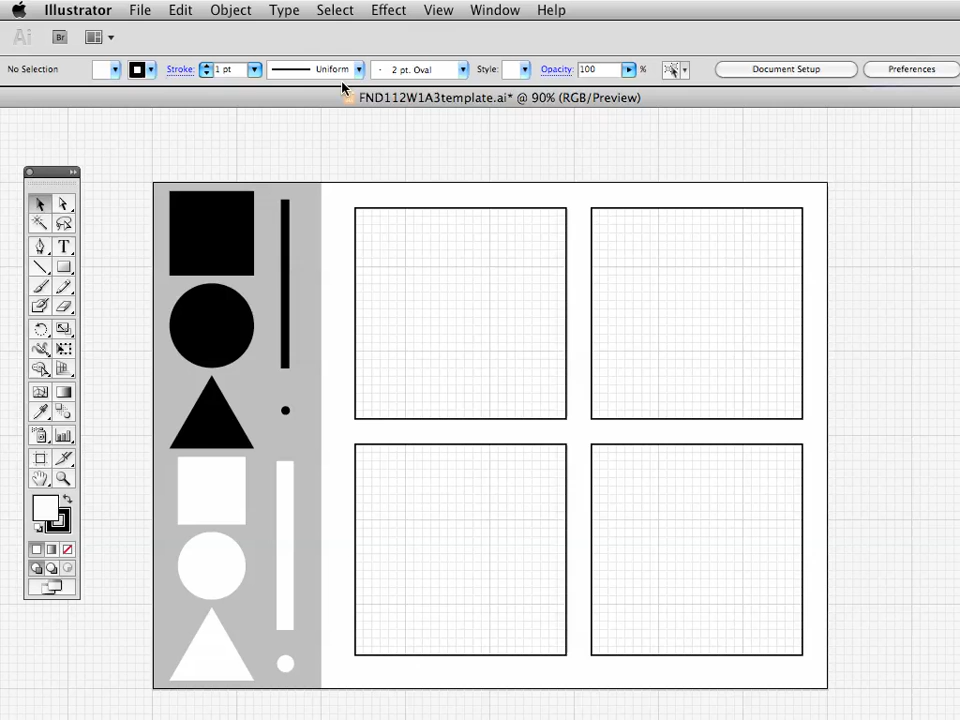 Illustrator File Edit Object Type Select Effect View Window Help
Ai Br
No Selection Stroke: 1 pt Uniform 2 pt. Oval Style: Opacity: 100 % Document Setup Preferences
FND112W1A3template.ai* @ 90% (RGB/Preview)
T